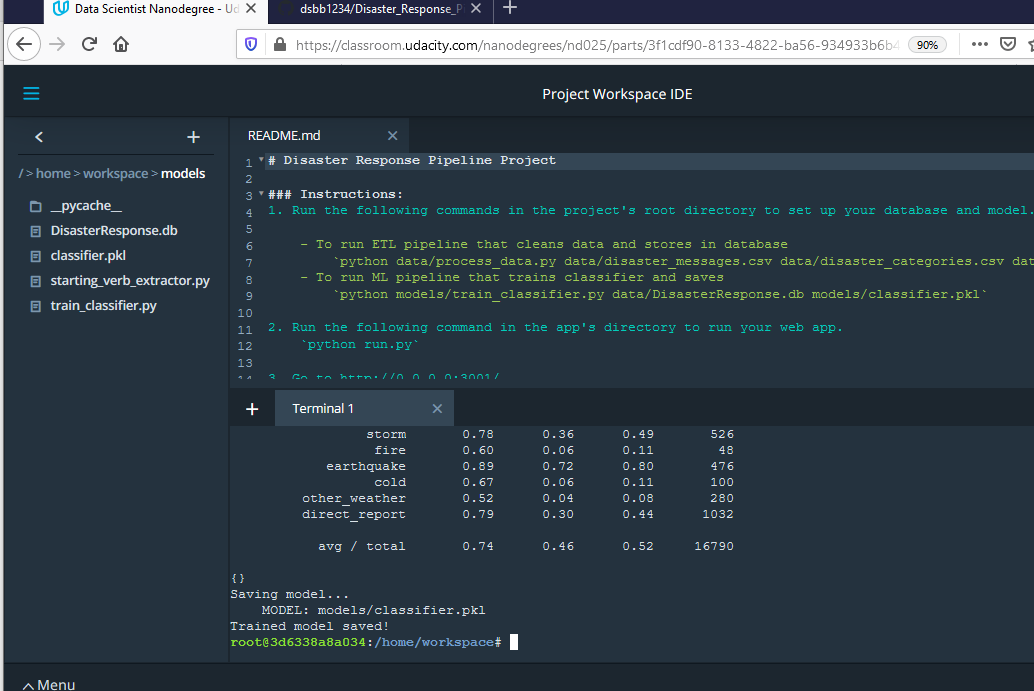 Data Scientist Nanodegree - Ud
dsbb1234/Disaster_Response_P
https://classroom.udacity.com/nanodegrees/nd025/parts/3f1cdf90-8133-4822-ba56-934933b6b4
90%
Project Workspace IDE
README.md
/ > home > workspace > models
__pycache__
DisasterResponse.db
classifier.pkl
starting_verb_extractor.py
train_classifier.py
1 # Disaster Response Pipeline Project
2
3 ### Instructions:
4 1. Run the following commands in the project's root directory to set up your database and model.
5
6 - To run ETL pipeline that cleans data and stores in database
7 `python data/process_data.py data/disaster_messages.csv data/disaster_categories.csv dat
8 - To run ML pipeline that trains classifier and saves
9 `python models/train_classifier.py data/DisasterResponse.db models/classifier.pkl`
10
11 2. Run the following command in the app's directory to run your web app.
12 `python run.py`
13
14 3. Go to http://0.0.0.0:3001/
Terminal 1
storm 0.78 0.36 0.49 526
fire 0.60 0.06 0.11 48
earthquake 0.89 0.72 0.80 476
cold 0.67 0.06 0.11 100
other_weather 0.52 0.04 0.08 280
direct_report 0.79 0.30 0.44 1032
avg / total 0.74 0.46 0.52 16790
{}
Saving model...
MODEL: models/classifier.pkl
Trained model saved!
root@3d6338a8a034:/home/workspace#
Menu